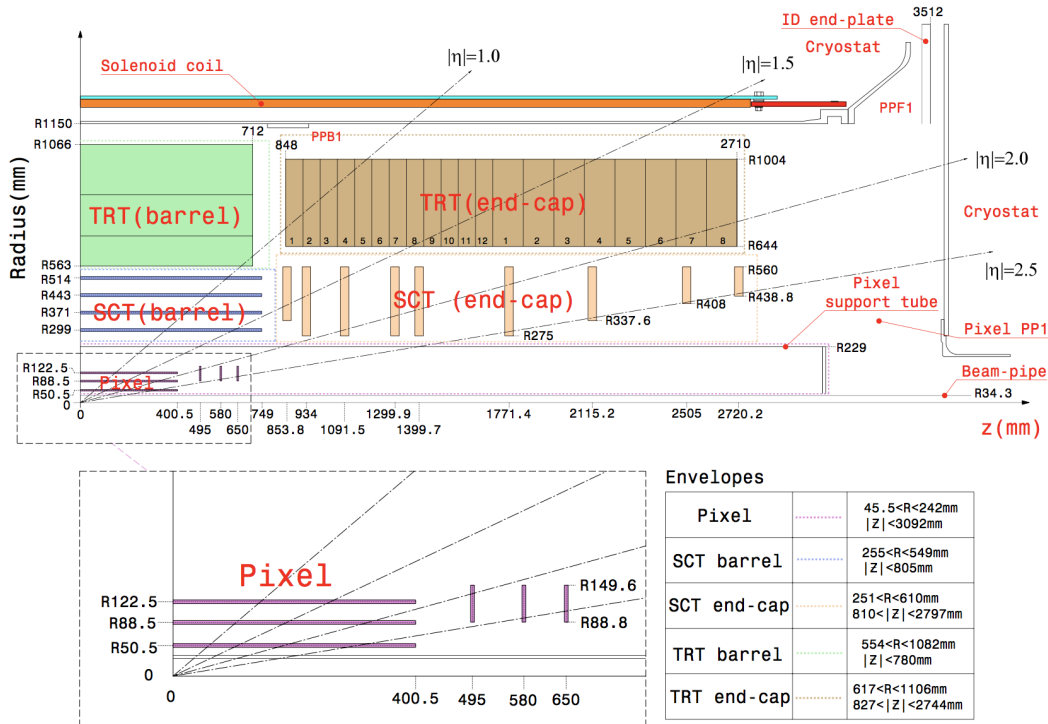 3512
ID end-plate
Cryostat
|η|=1.0
|η|=1.5
Solenoid coil
PPF1
R1150
712
PPB1
848
2710
R1066
R1004
|η|=2.0
Radius(mm)
TRT(barrel)
TRT(end-cap)
Cryostat
1 2 3 4 5 6 7 8 9 10 11 12 1 2 3 4 5 6 7 8
R644
R563
R560
R514
|η|=2.5
R443
SCT(barrel)
SCT (end-cap)
Pixel
support tube
R438.8
R408
R371
R337.6
R299
R275
Pixel PP1
R229
R122.5
R88.5
Pixel
R50.5
Beam-pipe
R34.3
0
0
400.5
580
749
934
1299.9
1771.4
2115.2
2505
2720.2
z(mm)
495
650
853.8
1091.5
1399.7
Pixel
R122.5
R88.5
R50.5
0
R149.6
R88.8
0
400.5
495
580
650
Envelopes
Pixel
45.5<R<242mm
|Z|<3092mm
SCT barrel
255<R<549mm
|Z|<805mm
SCT end-cap
251<R<610mm
810<|Z|<2797mm
TRT barrel
554<R<1082mm
|Z|<780mm
TRT end-cap
617<R<1106mm
827<|Z|<2744mm